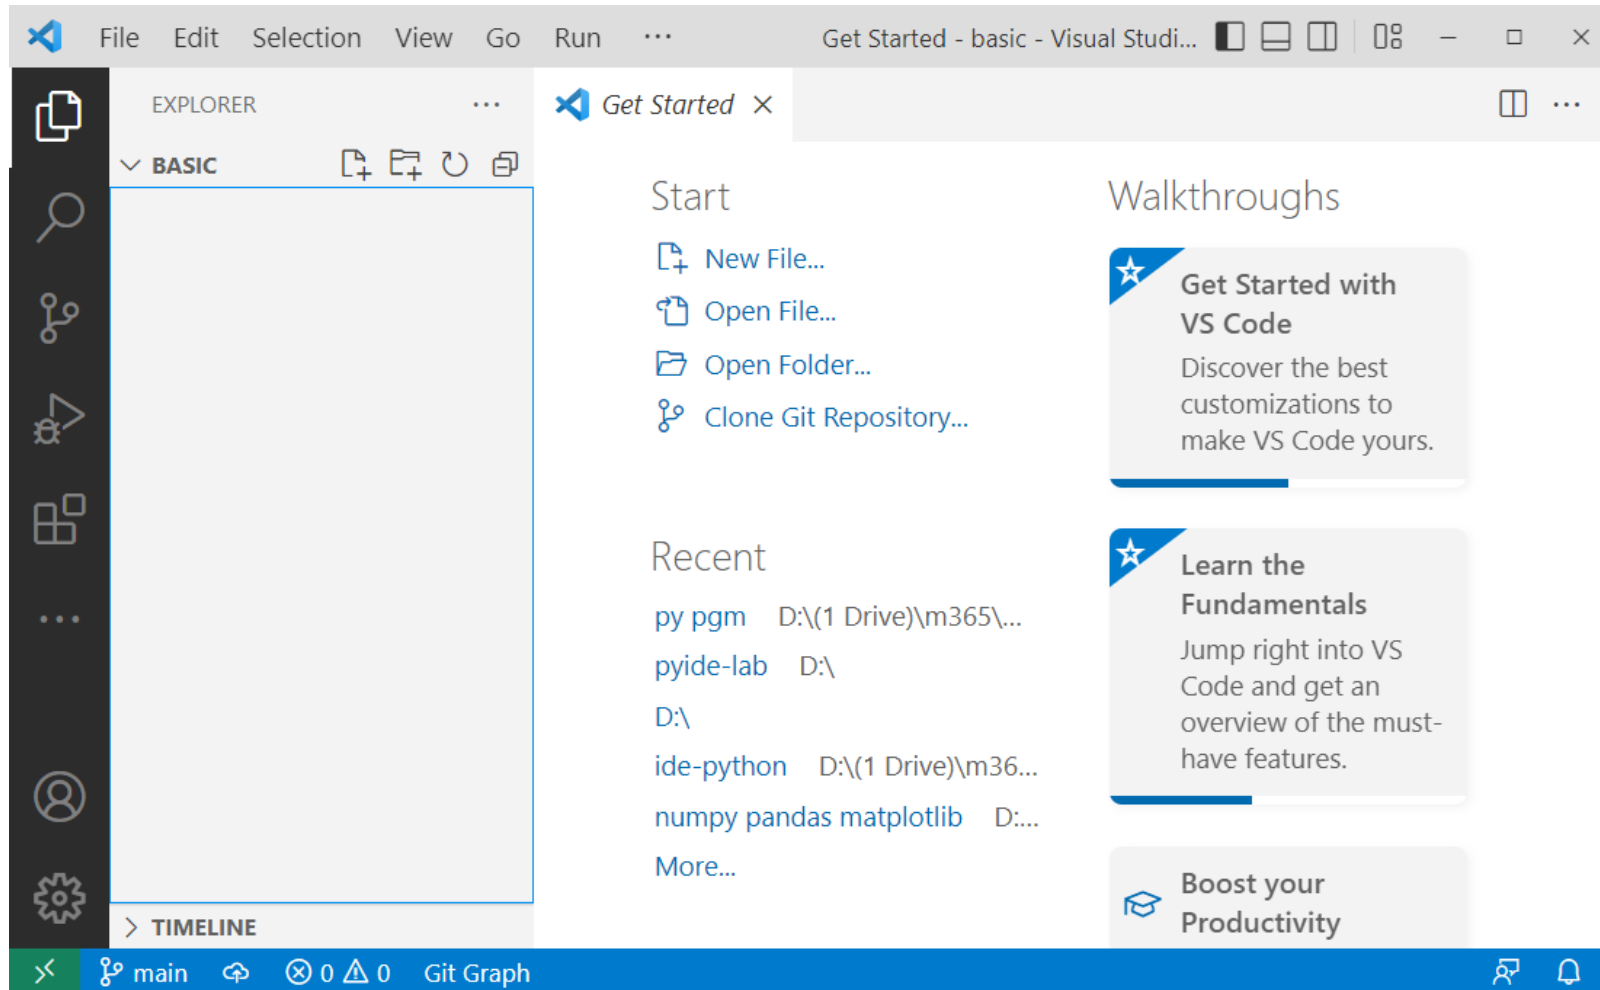 File Edit Selection View Go Run ··· Get Started - basic - Visual Studi...
EXPLORER ···
Get Started
BASIC
Start
New File...
Open File...
Open Folder...
Clone Git Repository...
Recent
py pgm D:\(1 Drive)\m365\...
pyide-lab D:\
D:\
ide-python D:\(1 Drive)\m36...
numpy pandas matplotlib D:...
More...
Walkthroughs
Get Started with
VS Code
Discover the best
customizations to
make VS Code yours.
Learn the
Fundamentals
Jump right into VS
Code and get an
overview of the must-
have features.
Boost your
Productivity
TIMELINE
main 0 0 Git Graph